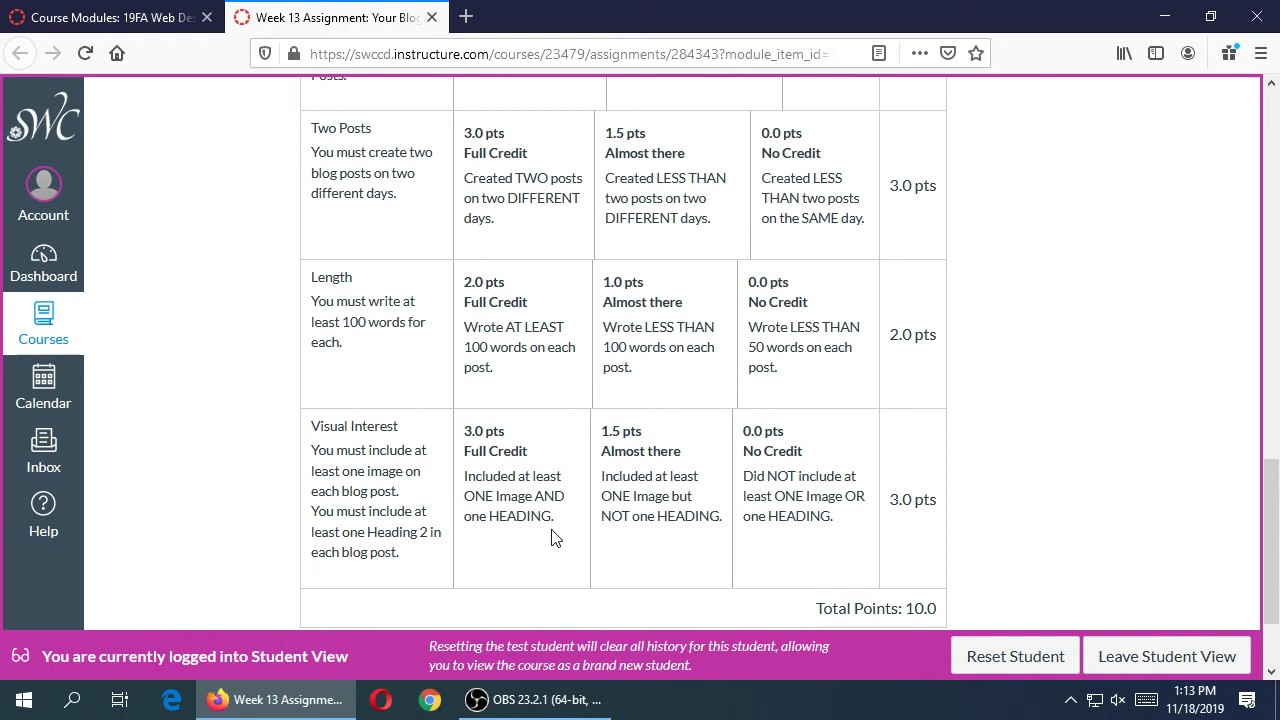 Course Modules: 19FA Web De
Week 13 Assignment: Your Blog
https://swccd.instructure.com/courses/23479/assignments/284343?module_item_id=
SWC
Account
Dashboard
Courses
Calendar
Inbox
Help
Posts.
Two Posts
You must create two
blog posts on two
different days.
3.0 pts
Full Credit
Created TWO posts
on two DIFFERENT
days.
1.5 pts
Almost there
Created LESS THAN
two posts on two
DIFFERENT days.
0.0 pts
No Credit
Created LESS
THAN two posts
on the SAME day.
3.0 pts
Length
You must write at
least 100 words for
each.
2.0 pts
Full Credit
Wrote AT LEAST
100 words on each
post.
1.0 pts
Almost there
Wrote LESS THAN
100 words on each
post.
0.0 pts
No Credit
Wrote LESS THAN
50 words on each
post.
2.0 pts
Visual Interest
You must include at
least one image on
each blog post.
You must include at
least one Heading 2 in
each blog post.
3.0 pts
Full Credit
Included at least
ONE Image AND
one HEADING.
1.5 pts
Almost there
Included at least
ONE Image but
NOT one HEADING.
0.0 pts
No Credit
Did NOT include at
least ONE Image OR
one HEADING.
3.0 pts
Total Points: 10.0
You are currently logged into Student View
Resetting the test student will clear all history for this student, allowing
you to view the course as a brand new student.
Reset Student
Leave Student View
Week 13 Assignme...
OBS 23.2.1 (64-bit, ...
1:13 PM
11/18/2019